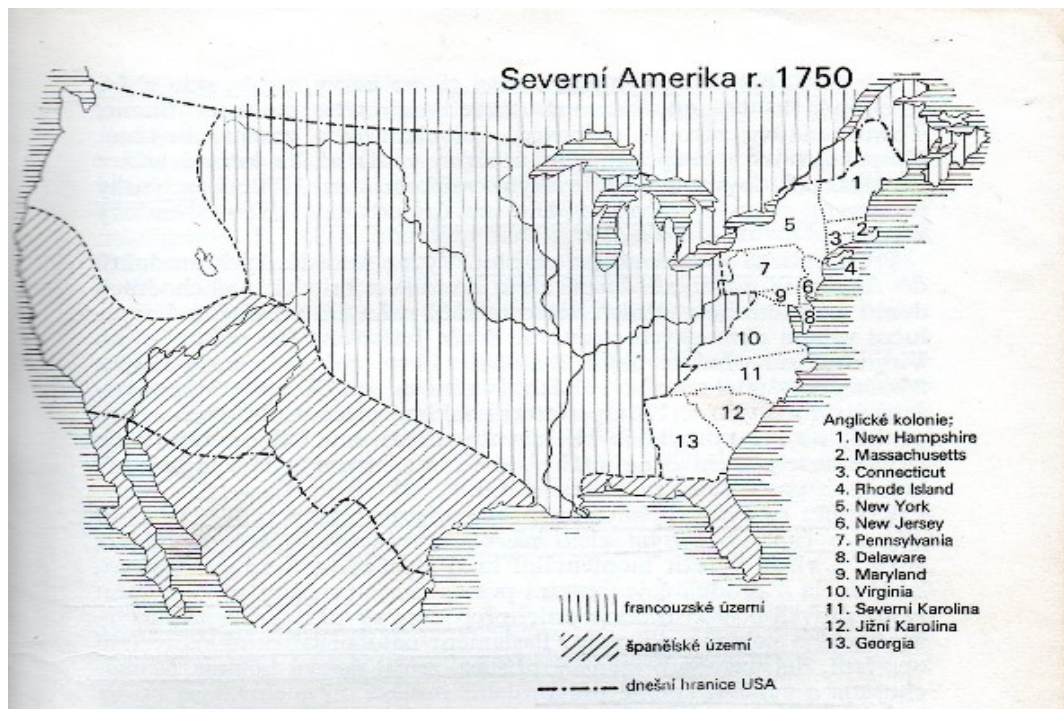 Severní Amerika r. 1750
1
2
3
4
5
6
7
8
9
10
11
12
13
Anglické kolonie:
1. New Hampshire
2. Massachusetts
3. Connecticut
4. Rhode Island
5. New York
6. New Jersey
7. Pennsylvania
8. Delaware
9. Maryland
10. Virginia
11. Severní Karolina
12. Jižní Karolina
13. Georgia
francouzské území
španělské území
dnešní hranice USA